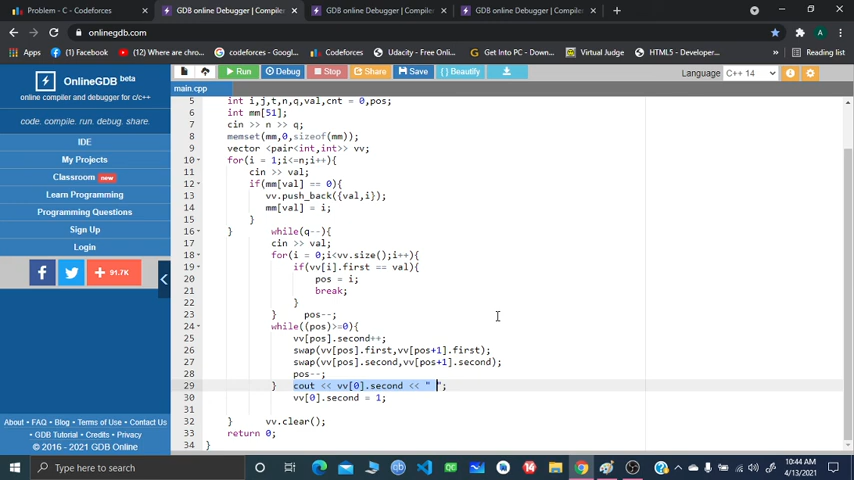 Problem - C - Codeforces
GDB online Debugger | Compiler
GDB online Debugger | Compiler
GDB online Debugger | Compiler
onlinegdb.com
Apps
(1) Facebook
(1) Where are chro...
codeforces - Google...
Codeforces
Udacity - Free Onli...
Get Into PC - Down...
Virtual Judge
HTML5 - Developer...
Reading list
OnlineGDB beta
online compiler and debugger for c/c++
code. compile. run. debug. share.
IDE
My Projects
Classroom new
Learn Programming
Programming Questions
Sign Up
Login
91.7K
About • FAQ • Blog • Terms of Use • Contact Us
• GDB Tutorial • Credits • Privacy
© 2016 - 2021 GDB Online
Run
Debug
Stop
Share
Save
{ } Beautify
Language C++ 14
main.cpp
5 int i,j,t,n,q,val,cnt = 0,pos;
6 int mm[51];
7 cin >> n >> q;
8 memset(mm,0,sizeof(mm));
9 vector <pair<int,int>> vv;
10 for(i = 1;i<=n;i++){
11 cin >> val;
12 if(mm[val] == 0){
13 vv.push_back({val,i});
14 mm[val] = i;
15 }
16 } while(q--){
17 cin >> val;
18 for(i = 0;i<vv.size();i++){
19 if(vv[i].first == val){
20 pos = i;
21 break;
22 }
23 } pos--;
24 while((pos)>=0){
25 vv[pos].second++;
26 swap(vv[pos].first,vv[pos+1].first);
27 swap(vv[pos].second,vv[pos+1].second);
28 pos--;
29 } cout << vv[0].second << " ";
30 vv[0].second = 1;
31
32 } vv.clear();
33 return 0;
34 }
Type here to search
10:44 AM
4/13/2021